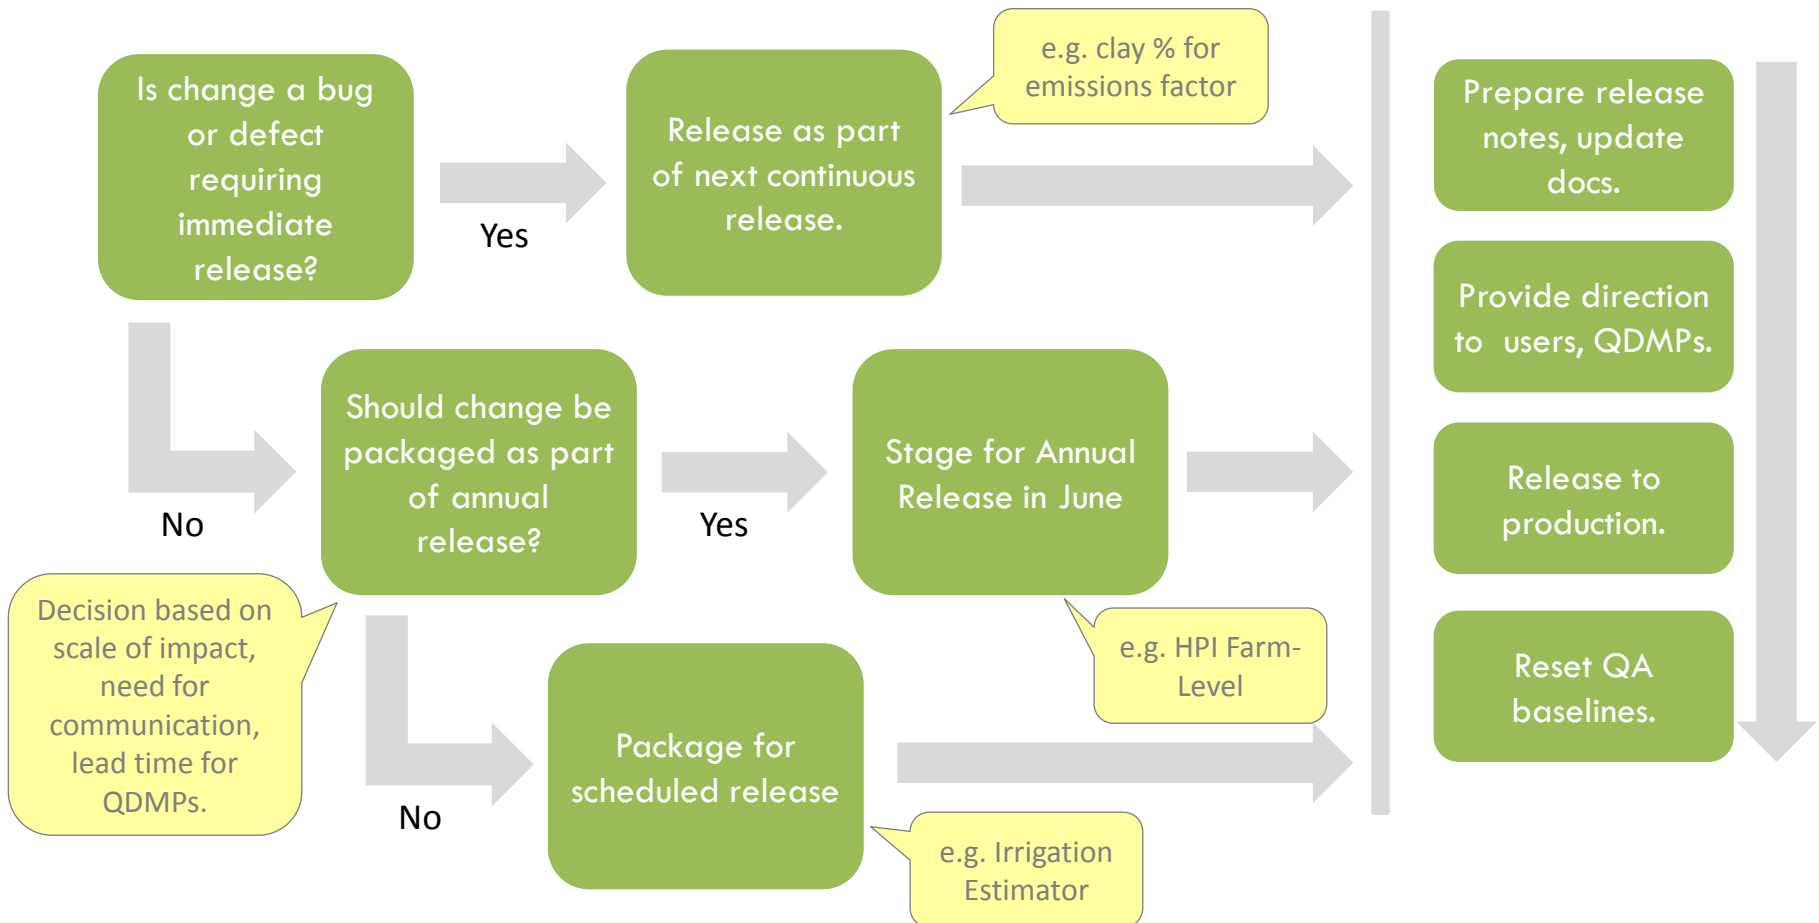 Is change a bug
or defect
requiring
immediate
release?
Yes
Release as part
of next continuous
release.
e.g. clay % for
emissions factor
No
Should change be
packaged as part
of annual
release?
Decision based on
scale of impact,
need for
communication,
lead time for
QDMPs.
Yes
Stage for Annual
Release in June
e.g. HPI Farm-
Level
No
Package for
scheduled release
e.g. Irrigation
Estimator
Prepare release
notes, update
docs.
Provide direction
to users, QDMPs.
Release to
production.
Reset QA
baselines.